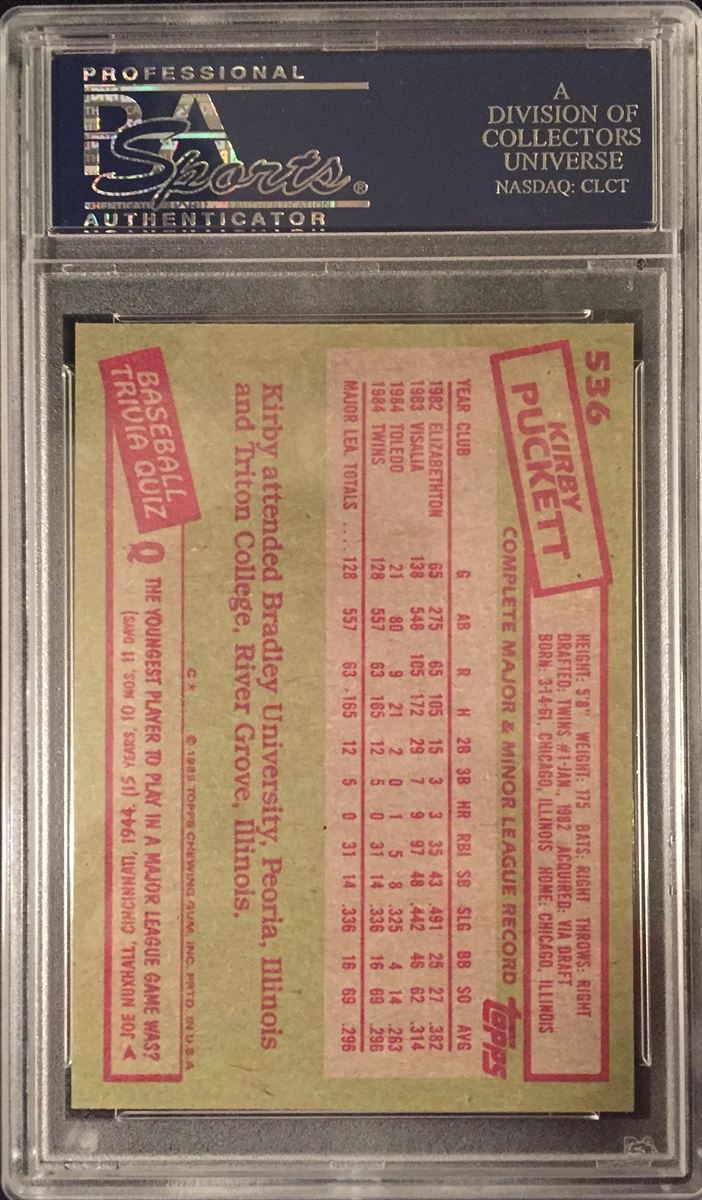 PROFESSIONAL
PSA
Sports®
AUTHENTICATOR
A
DIVISION OF
COLLECTORS
UNIVERSE
NASDAQ: CLCT
536
KIRBY
PUCKETT
HEIGHT: 5'8" WEIGHT: 175 BATS: RIGHT THROWS: RIGHT
DRAFTED: TWINS #1-JAN., 1982 ACQUIRED: VIA DRAFT
BORN: 3-14-61, CHICAGO, ILLINOIS HOME: CHICAGO, ILLINOIS
COMPLETE MAJOR & MINOR LEAGUE RECORD
topps
YEAR CLUB G AB R H 2B 3B HR RBI SB SLG BB SO AVG
1982 ELIZABETHTON 65 275 65 105 15 3 3 35 43 .491 25 27 .382
1983 VISALIA 138 548 105 172 29 7 9 97 48 .442 46 62 .314
1984 TOLEDO 21 80 9 21 2 0 1 5 8 .325 4 14 .263
1984 TWINS 128 557 63 165 12 5 0 31 14 .336 16 69 .296
MAJOR LEA. TOTALS .... 128 557 63 165 12 5 0 31 14 .336 16 69 .296
Kirby attended Bradley University, Peoria, Illinois
and Triton College, River Grove, Illinois.
C* © 1985 TOPPS CHEWING GUM, INC. PRTD. IN U.S.A.
BASEBALL
TRIVIA QUIZ
Q THE YOUNGEST PLAYER TO PLAY IN A MAJOR LEAGUE GAME WAS?
A JOE NUXHALL, CINCINNATI, 1944. (15 YEARS, 10 MOS., 11 DAYS)